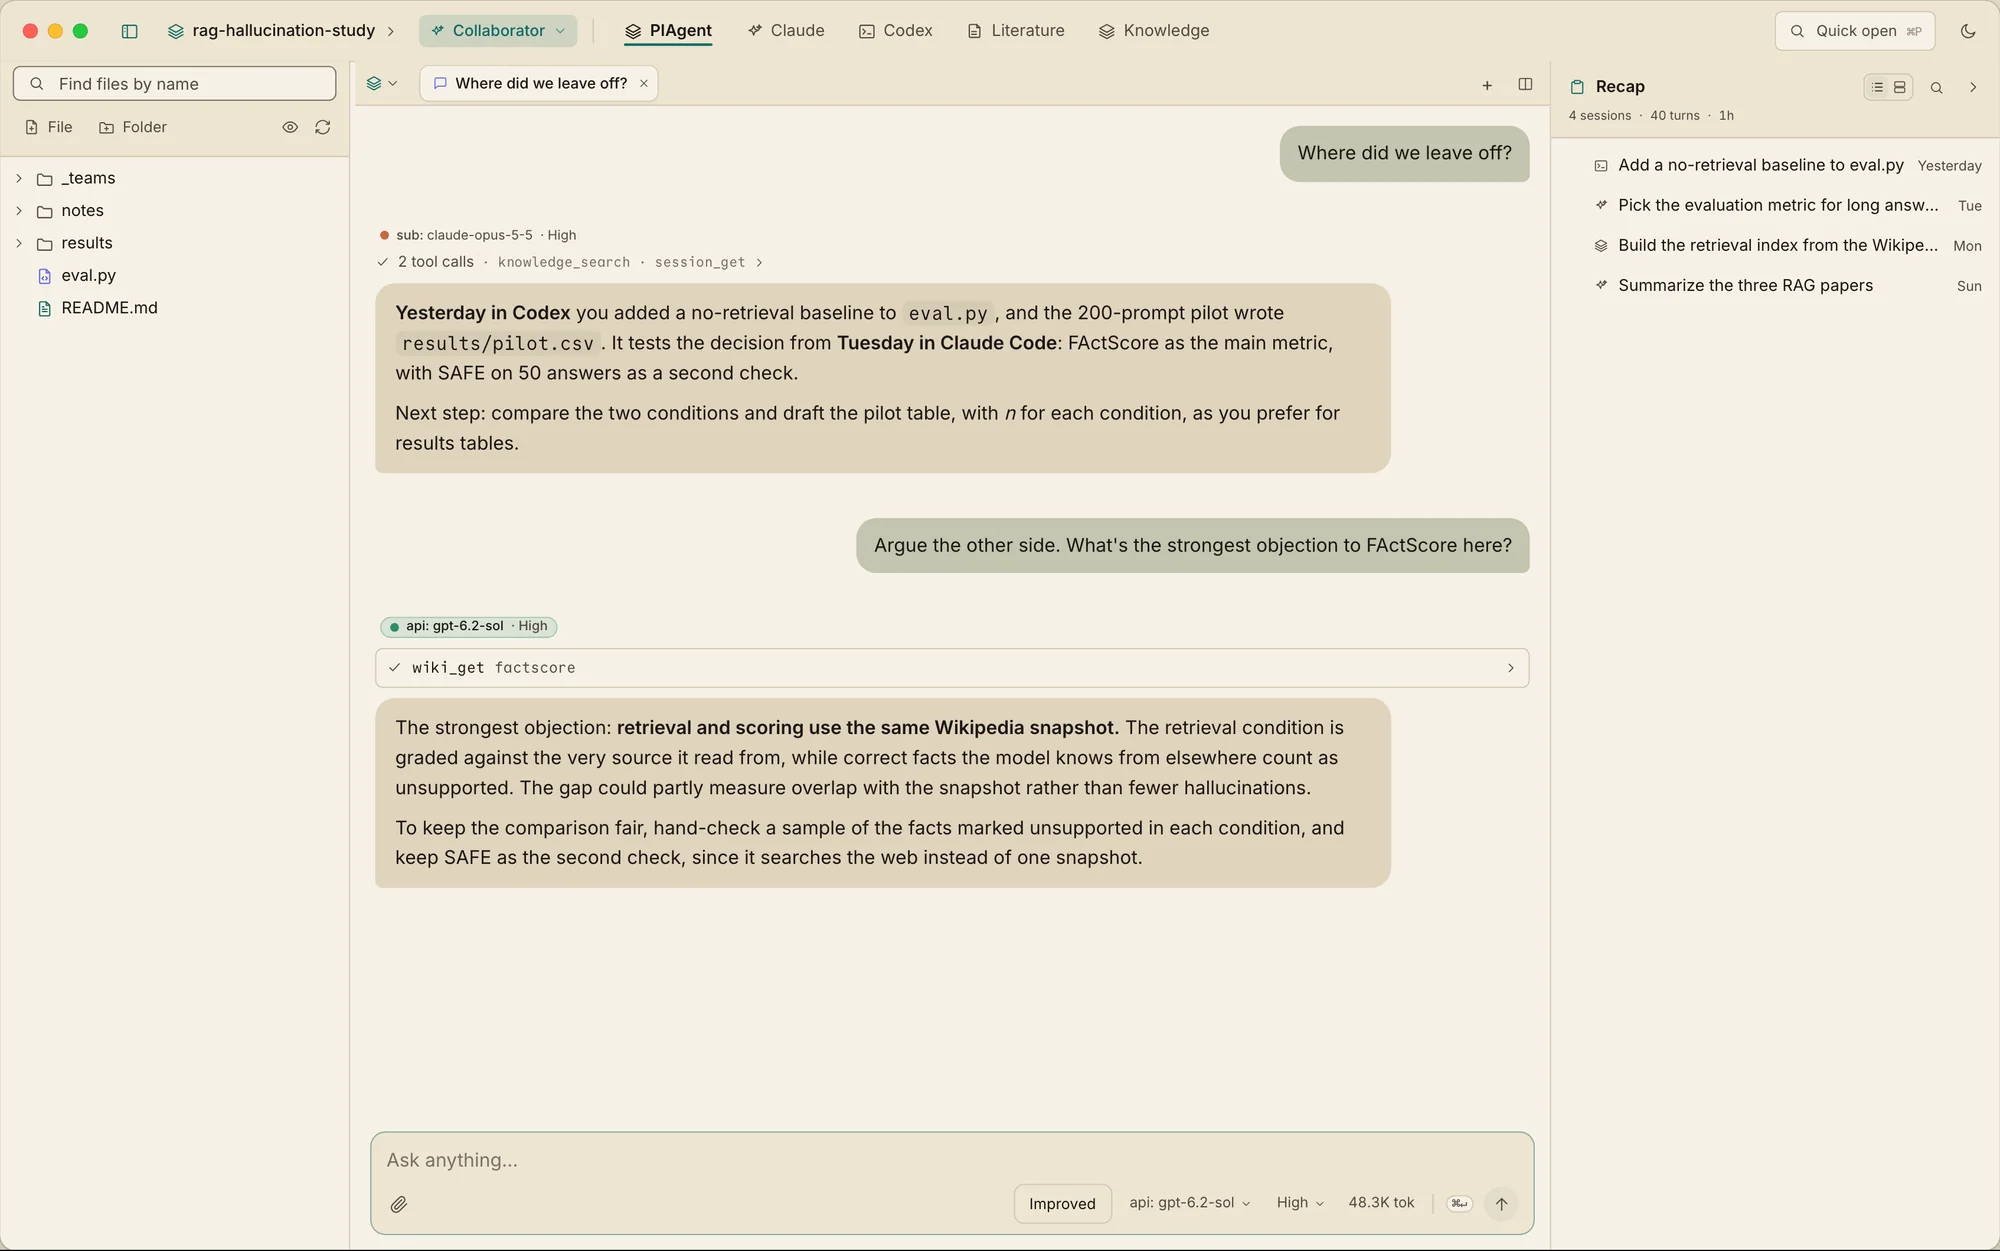 rag-hallucination-study
Collaborator
PIAgent
Claude
Codex
Literature
Knowledge
Quick open ⌘P
Find files by name
File
Folder
_teams
notes
results
eval.py
README.md
Where did we leave off?
Where did we leave off?
sub: claude-opus-5-5 · High
2 tool calls · knowledge_search · session_get
Yesterday in Codex you added a no-retrieval baseline to eval.py, and the 200-prompt pilot wrote
results/pilot.csv. It tests the decision from Tuesday in Claude Code: FActScore as the main metric,
with SAFE on 50 answers as a second check.
Next step: compare the two conditions and draft the pilot table, with n for each condition, as you prefer for
results tables.
Argue the other side. What's the strongest objection to FActScore here?
api: gpt-6.2-sol · High
wiki_get factscore
The strongest objection: retrieval and scoring use the same Wikipedia snapshot. The retrieval condition is
graded against the very source it read from, while correct facts the model knows from elsewhere count as
unsupported. The gap could partly measure overlap with the snapshot rather than fewer hallucinations.
To keep the comparison fair, hand-check a sample of the facts marked unsupported in each condition, and
keep SAFE as the second check, since it searches the web instead of one snapshot.
Ask anything...
Improved
api: gpt-6.2-sol
High
48.3K tok
⌘↵
Recap
4 sessions · 40 turns · 1h
Add a no-retrieval baseline to eval.py Yesterday
Pick the evaluation metric for long answ... Tue
Build the retrieval index from the Wikipe... Mon
Summarize the three RAG papers Sun